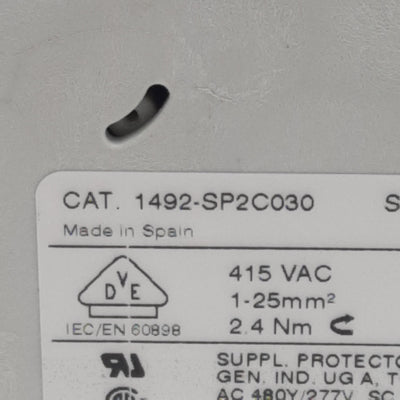 CAT. 1492-SP2C030 S
Made in Spain
DVE
415 VAC
1-25mm²
IEC/EN 60898
2.4 Nm
SUPPL. PROTECTO
GEN. IND. UG A, T
AC 480Y/277V, SC